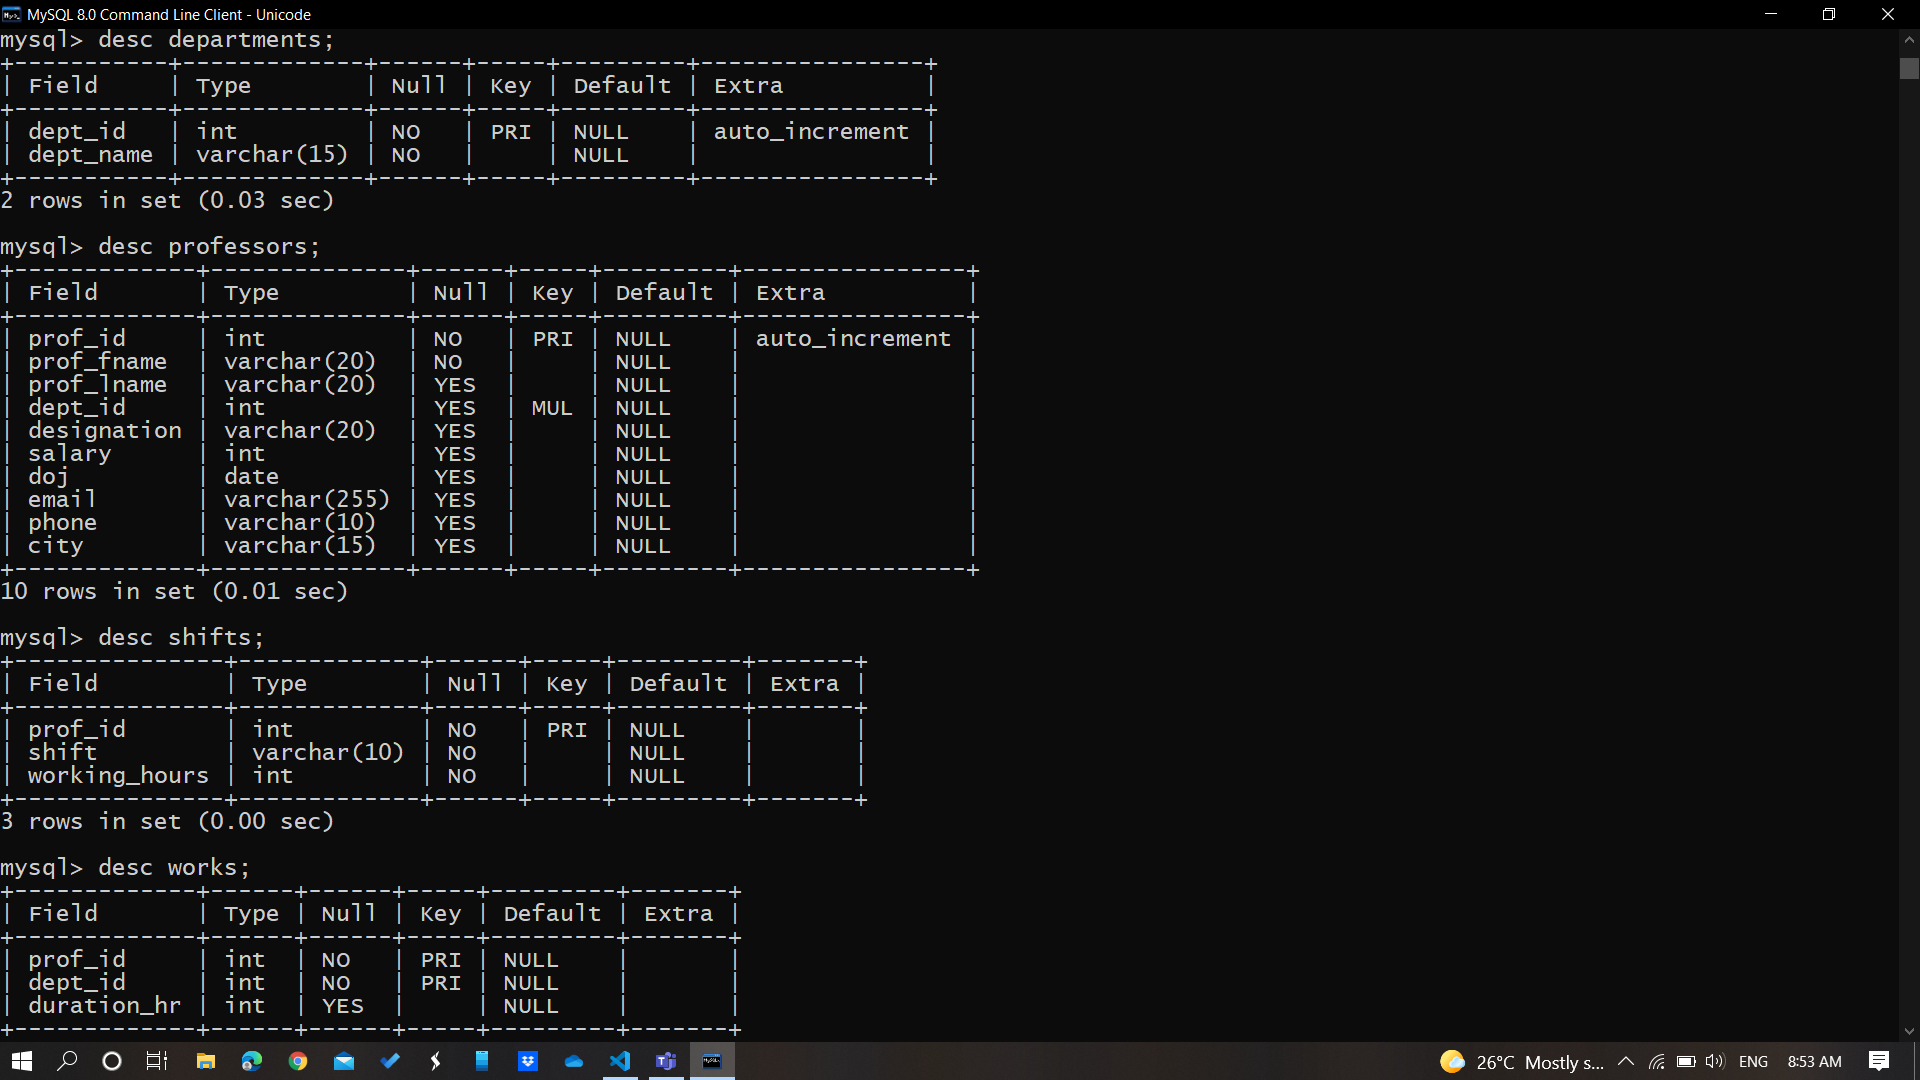 MySQL 8.0 Command Line Client - Unicode
mysql> desc departments;
+-----------+-------------+------+-----+---------+----------------+
| Field     | Type        | Null | Key | Default | Extra          |
+-----------+-------------+------+-----+---------+----------------+
| dept_id   | int         | NO   | PRI | NULL    | auto_increment |
| dept_name | varchar(15) | NO   |     | NULL    |                |
+-----------+-------------+------+-----+---------+----------------+
2 rows in set (0.03 sec)
mysql> desc professors;
+-------------+--------------+------+-----+---------+----------------+
| Field       | Type         | Null | Key | Default | Extra          |
+-------------+--------------+------+-----+---------+----------------+
| prof_id     | int          | NO   | PRI | NULL    | auto_increment |
| prof_fname  | varchar(20)  | NO   |     | NULL    |                |
| prof_lname  | varchar(20)  | YES  |     | NULL    |                |
| dept_id     | int          | YES  | MUL | NULL    |                |
| designation | varchar(20)  | YES  |     | NULL    |                |
| salary      | int          | YES  |     | NULL    |                |
| doj         | date         | YES  |     | NULL    |                |
| email       | varchar(255) | YES  |     | NULL    |                |
| phone       | varchar(10)  | YES  |     | NULL    |                |
| city        | varchar(15)  | YES  |     | NULL    |                |
+-------------+--------------+------+-----+---------+----------------+
10 rows in set (0.01 sec)
mysql> desc shifts;
+---------------+-------------+------+-----+---------+-------+
| Field         | Type        | Null | Key | Default | Extra |
+---------------+-------------+------+-----+---------+-------+
| prof_id       | int         | NO   | PRI | NULL    |       |
| shift         | varchar(10) | NO   |     | NULL    |       |
| working_hours | int         | NO   |     | NULL    |       |
+---------------+-------------+------+-----+---------+-------+
3 rows in set (0.00 sec)
mysql> desc works;
+-------------+------+------+-----+---------+-------+
| Field       | Type | Null | Key | Default | Extra |
+-------------+------+------+-----+---------+-------+
| prof_id     | int  | NO   | PRI | NULL    |       |
| dept_id     | int  | NO   | PRI | NULL    |       |
| duration_hr | int  | YES  |     | NULL    |       |
+-------------+------+------+-----+---------+-------+
26°C Mostly s... ENG 8:53 AM